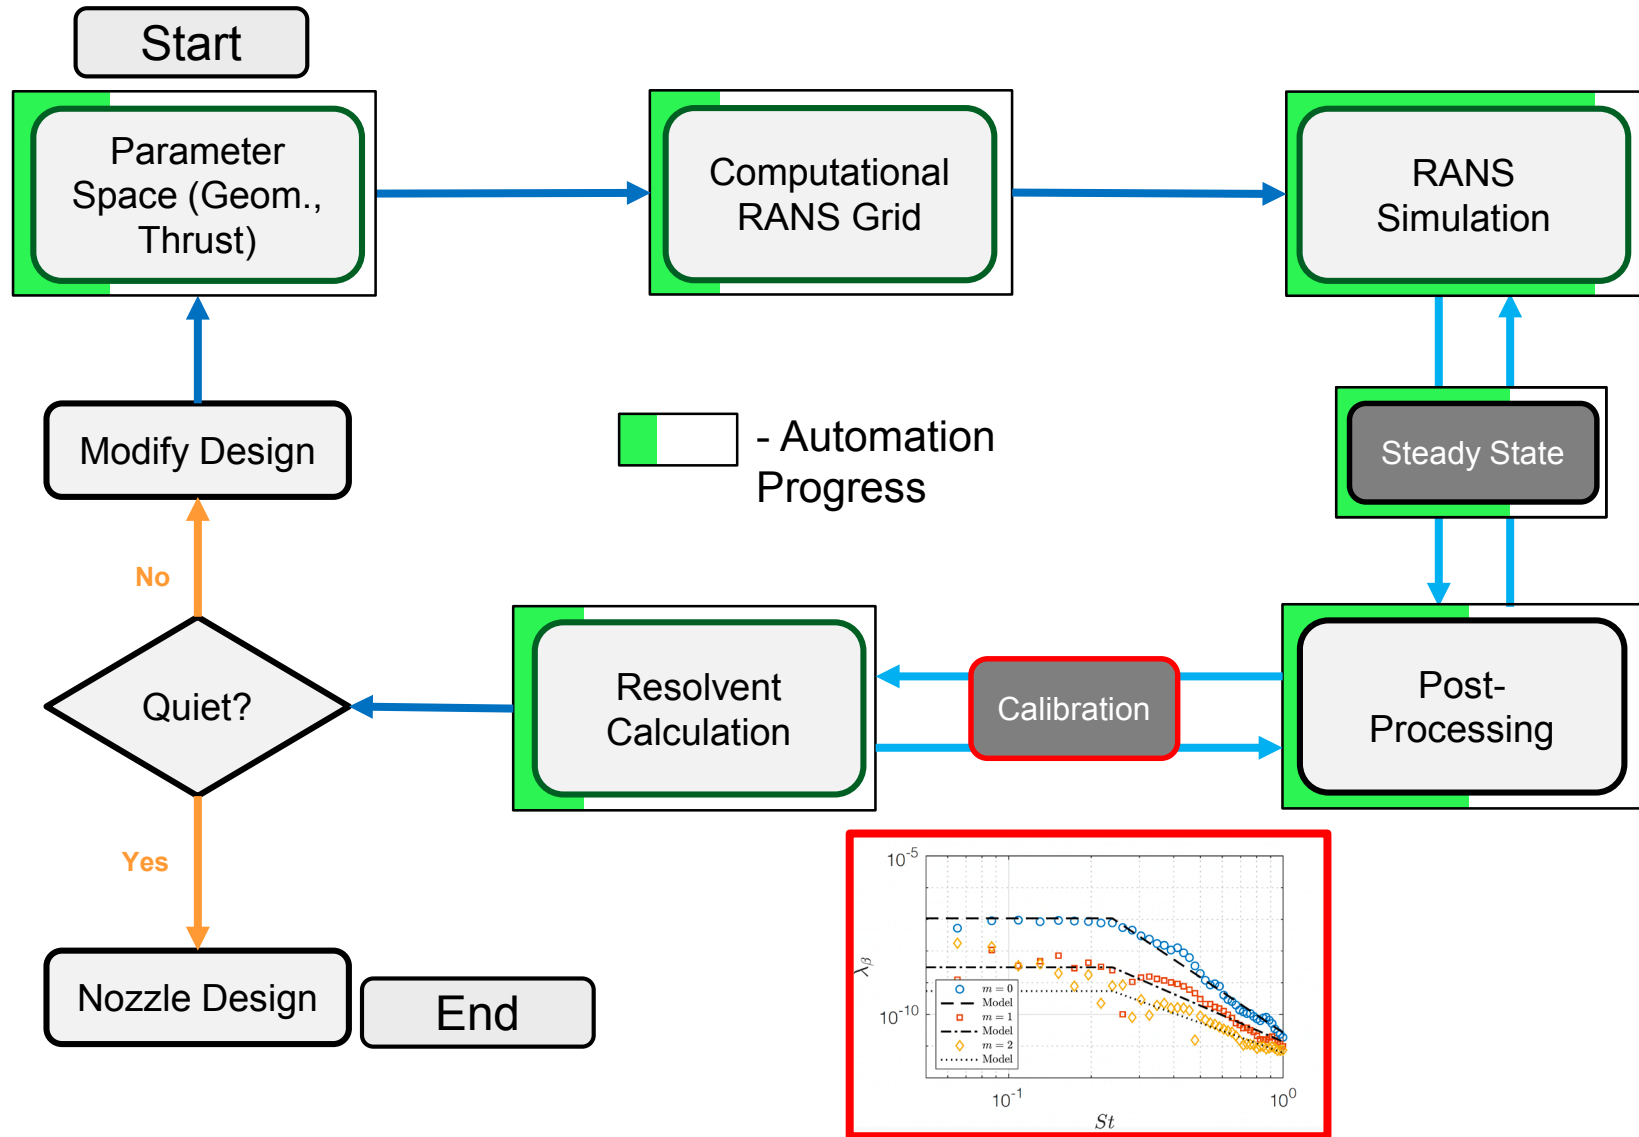 Start
Parameter
Space (Geom.,
Thrust)
Computational
RANS Grid
RANS
Simulation
Modify Design
- Automation
Progress
Steady State
No
Quiet?
Resolvent
Calculation
Calibration
Post-
Processing
Yes
Nozzle Design
End
10^-5
10^-10
λ_β
m = 0
Model
m = 1
Model
m = 2
Model
10^-1
10^0
St